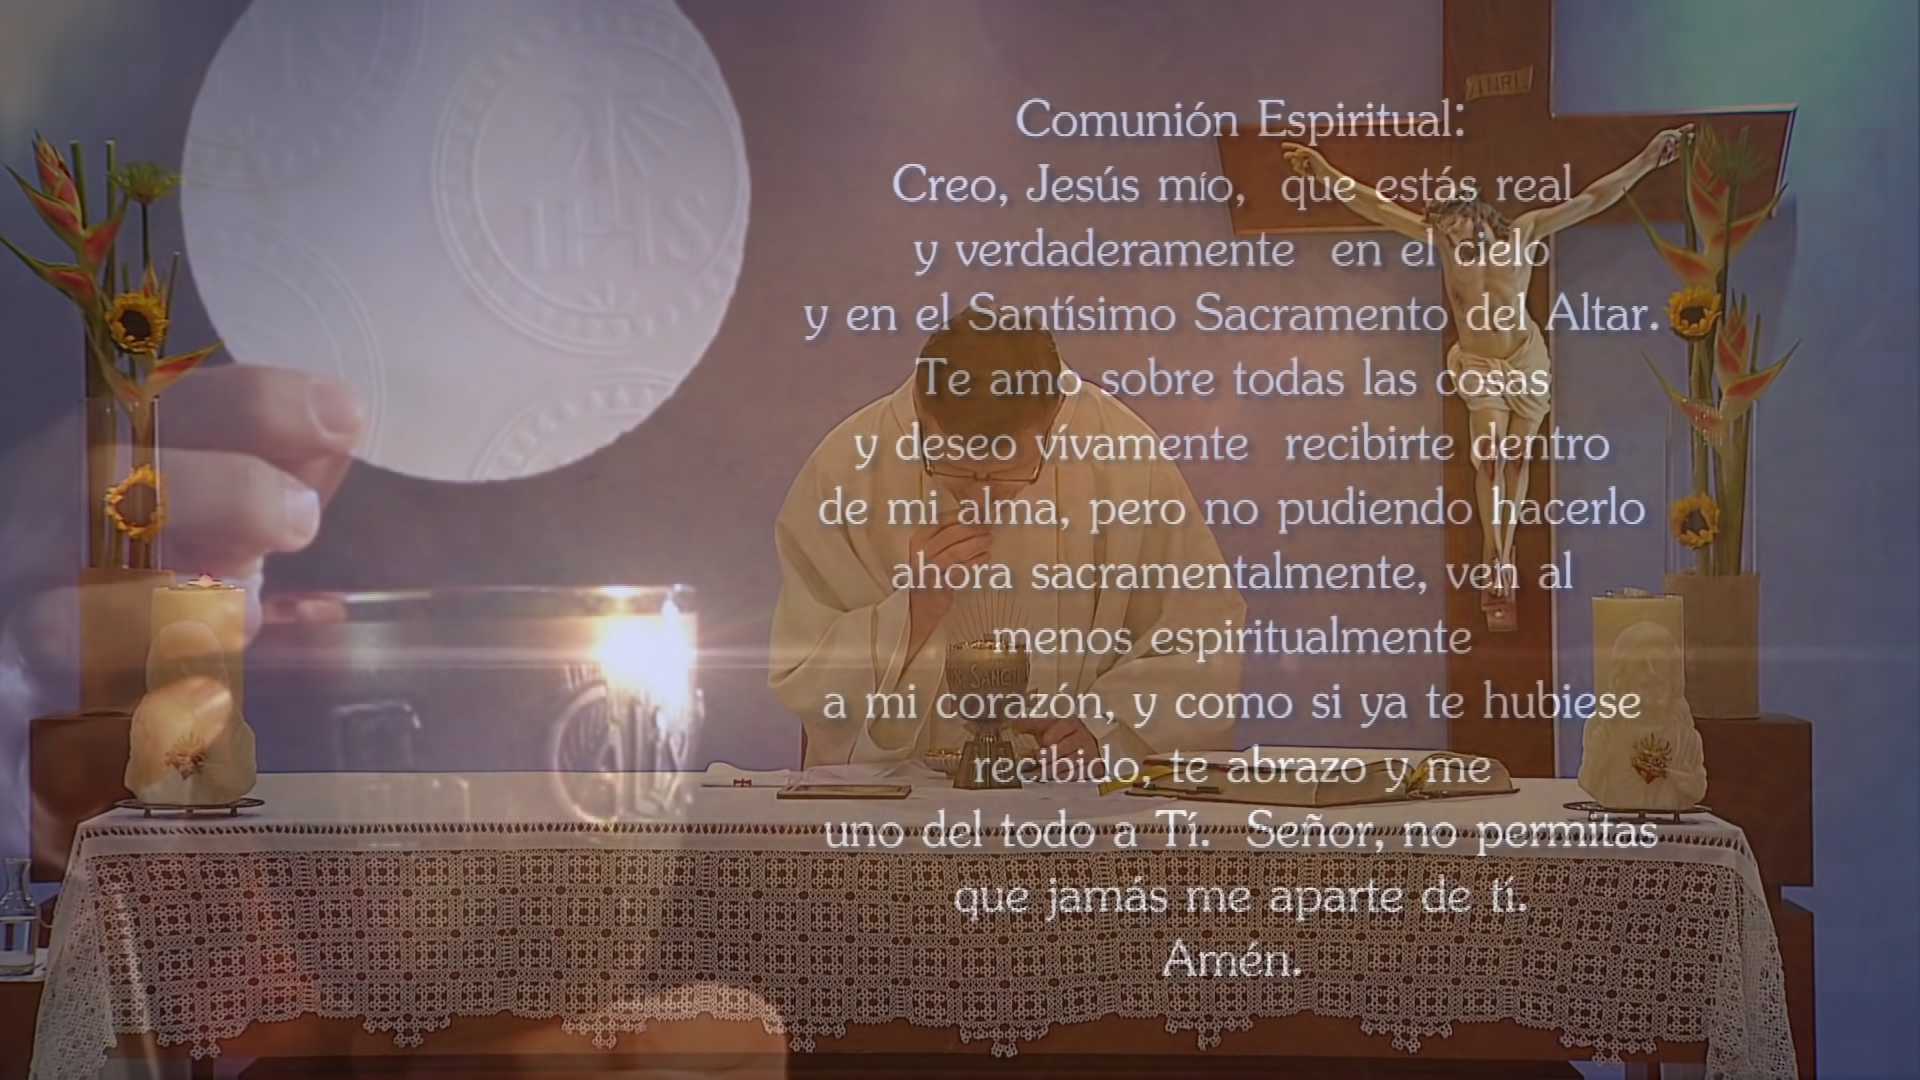 INRI
Comunión Espiritual:
Creo, Jesús mío, que estás real
y verdaderamente en el cielo
y en el Santísimo Sacramento del Altar.
Te amo sobre todas las cosas
y deseo vívamente recibirte dentro
de mi alma, pero no pudiendo hacerlo
ahora sacramentalmente, ven al
menos espiritualmente
a mi corazón, y como si ya te hubiese
recibido, te abrazo y me
uno del todo a Tí. Señor, no permitas
que jamás me aparte de tí.
Amén.
IHS